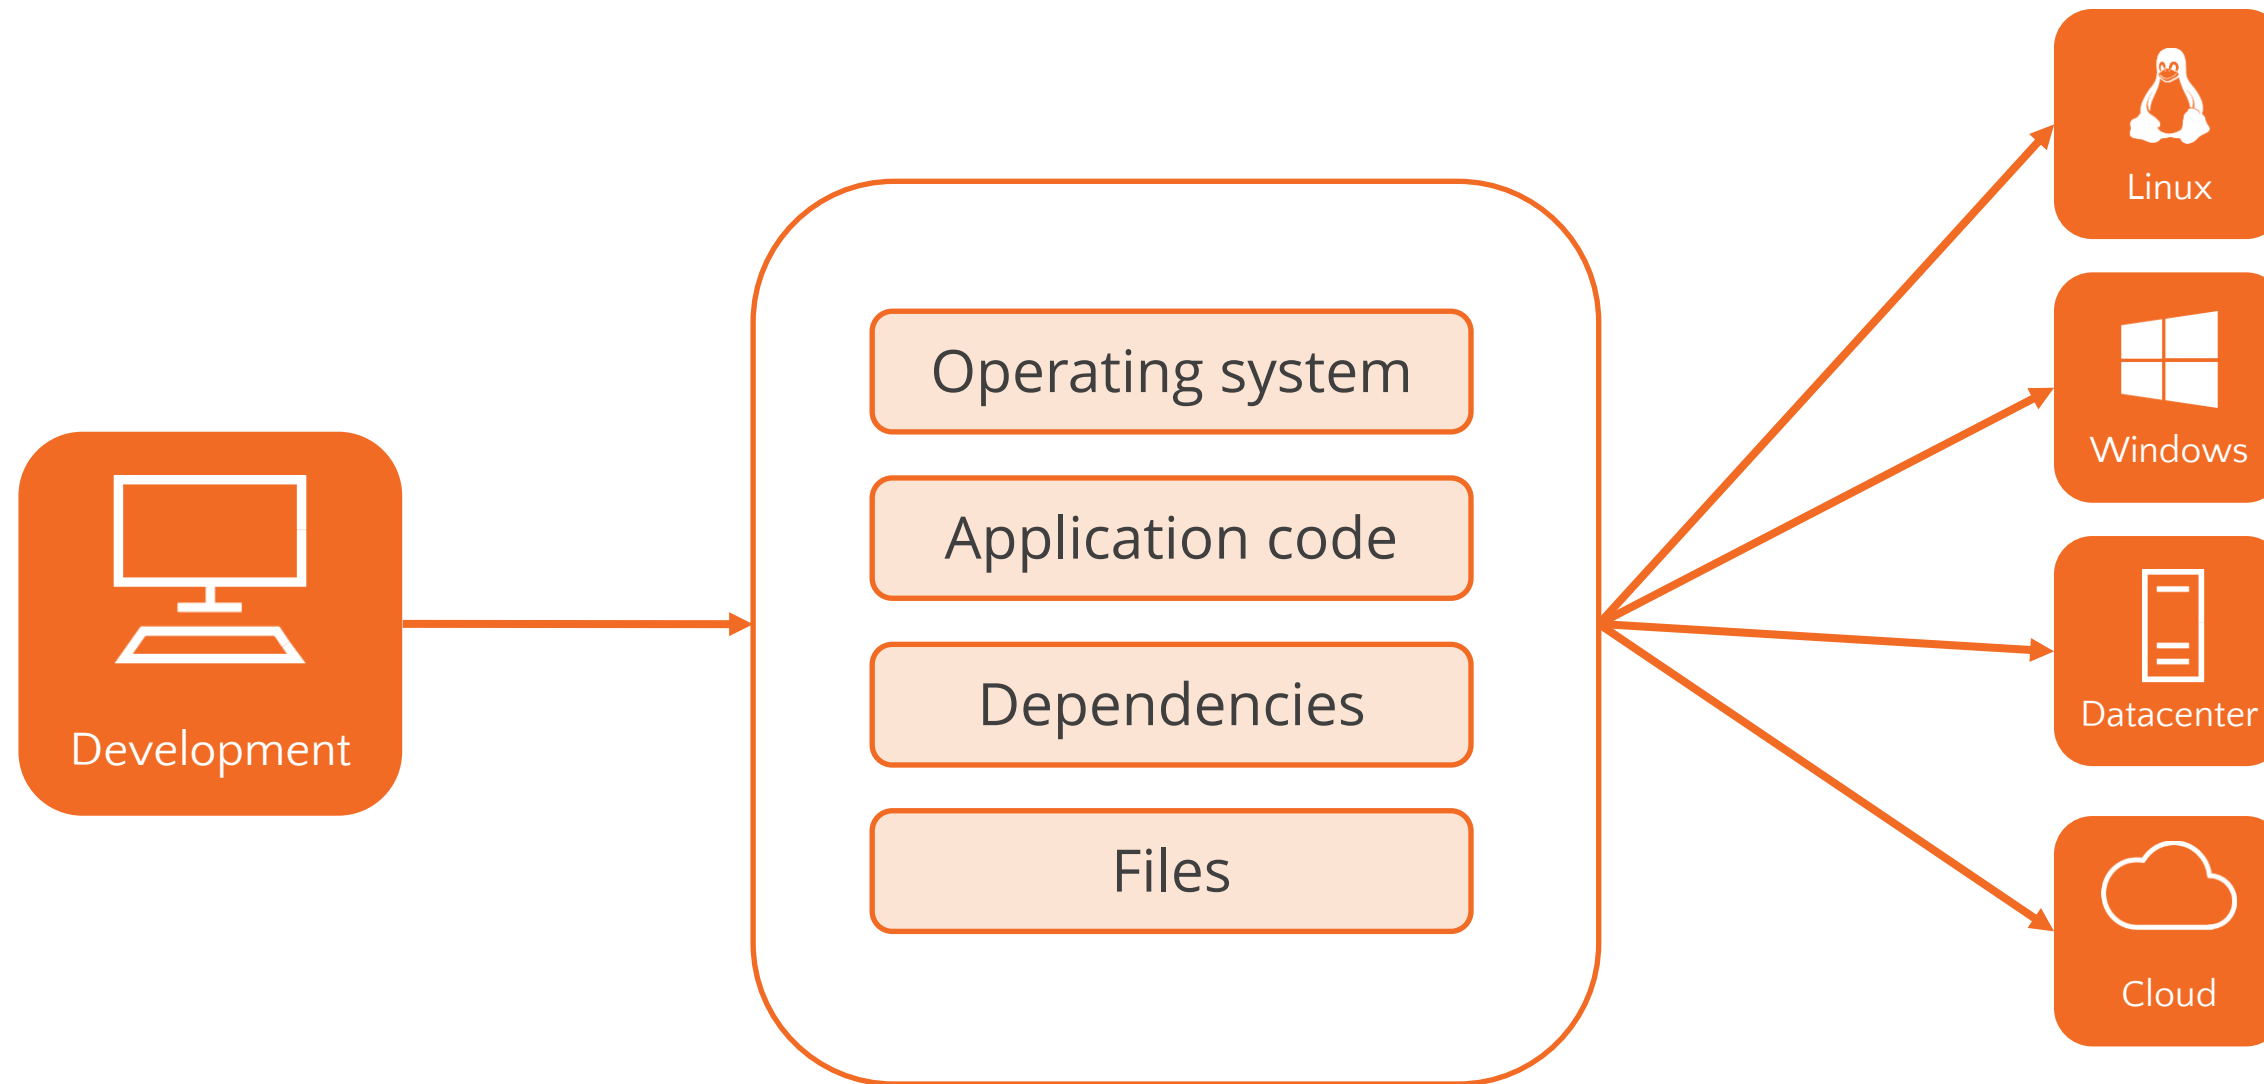 Development
Operating system
Application code
Dependencies
Files
Linux
Windows
Datacenter
Cloud